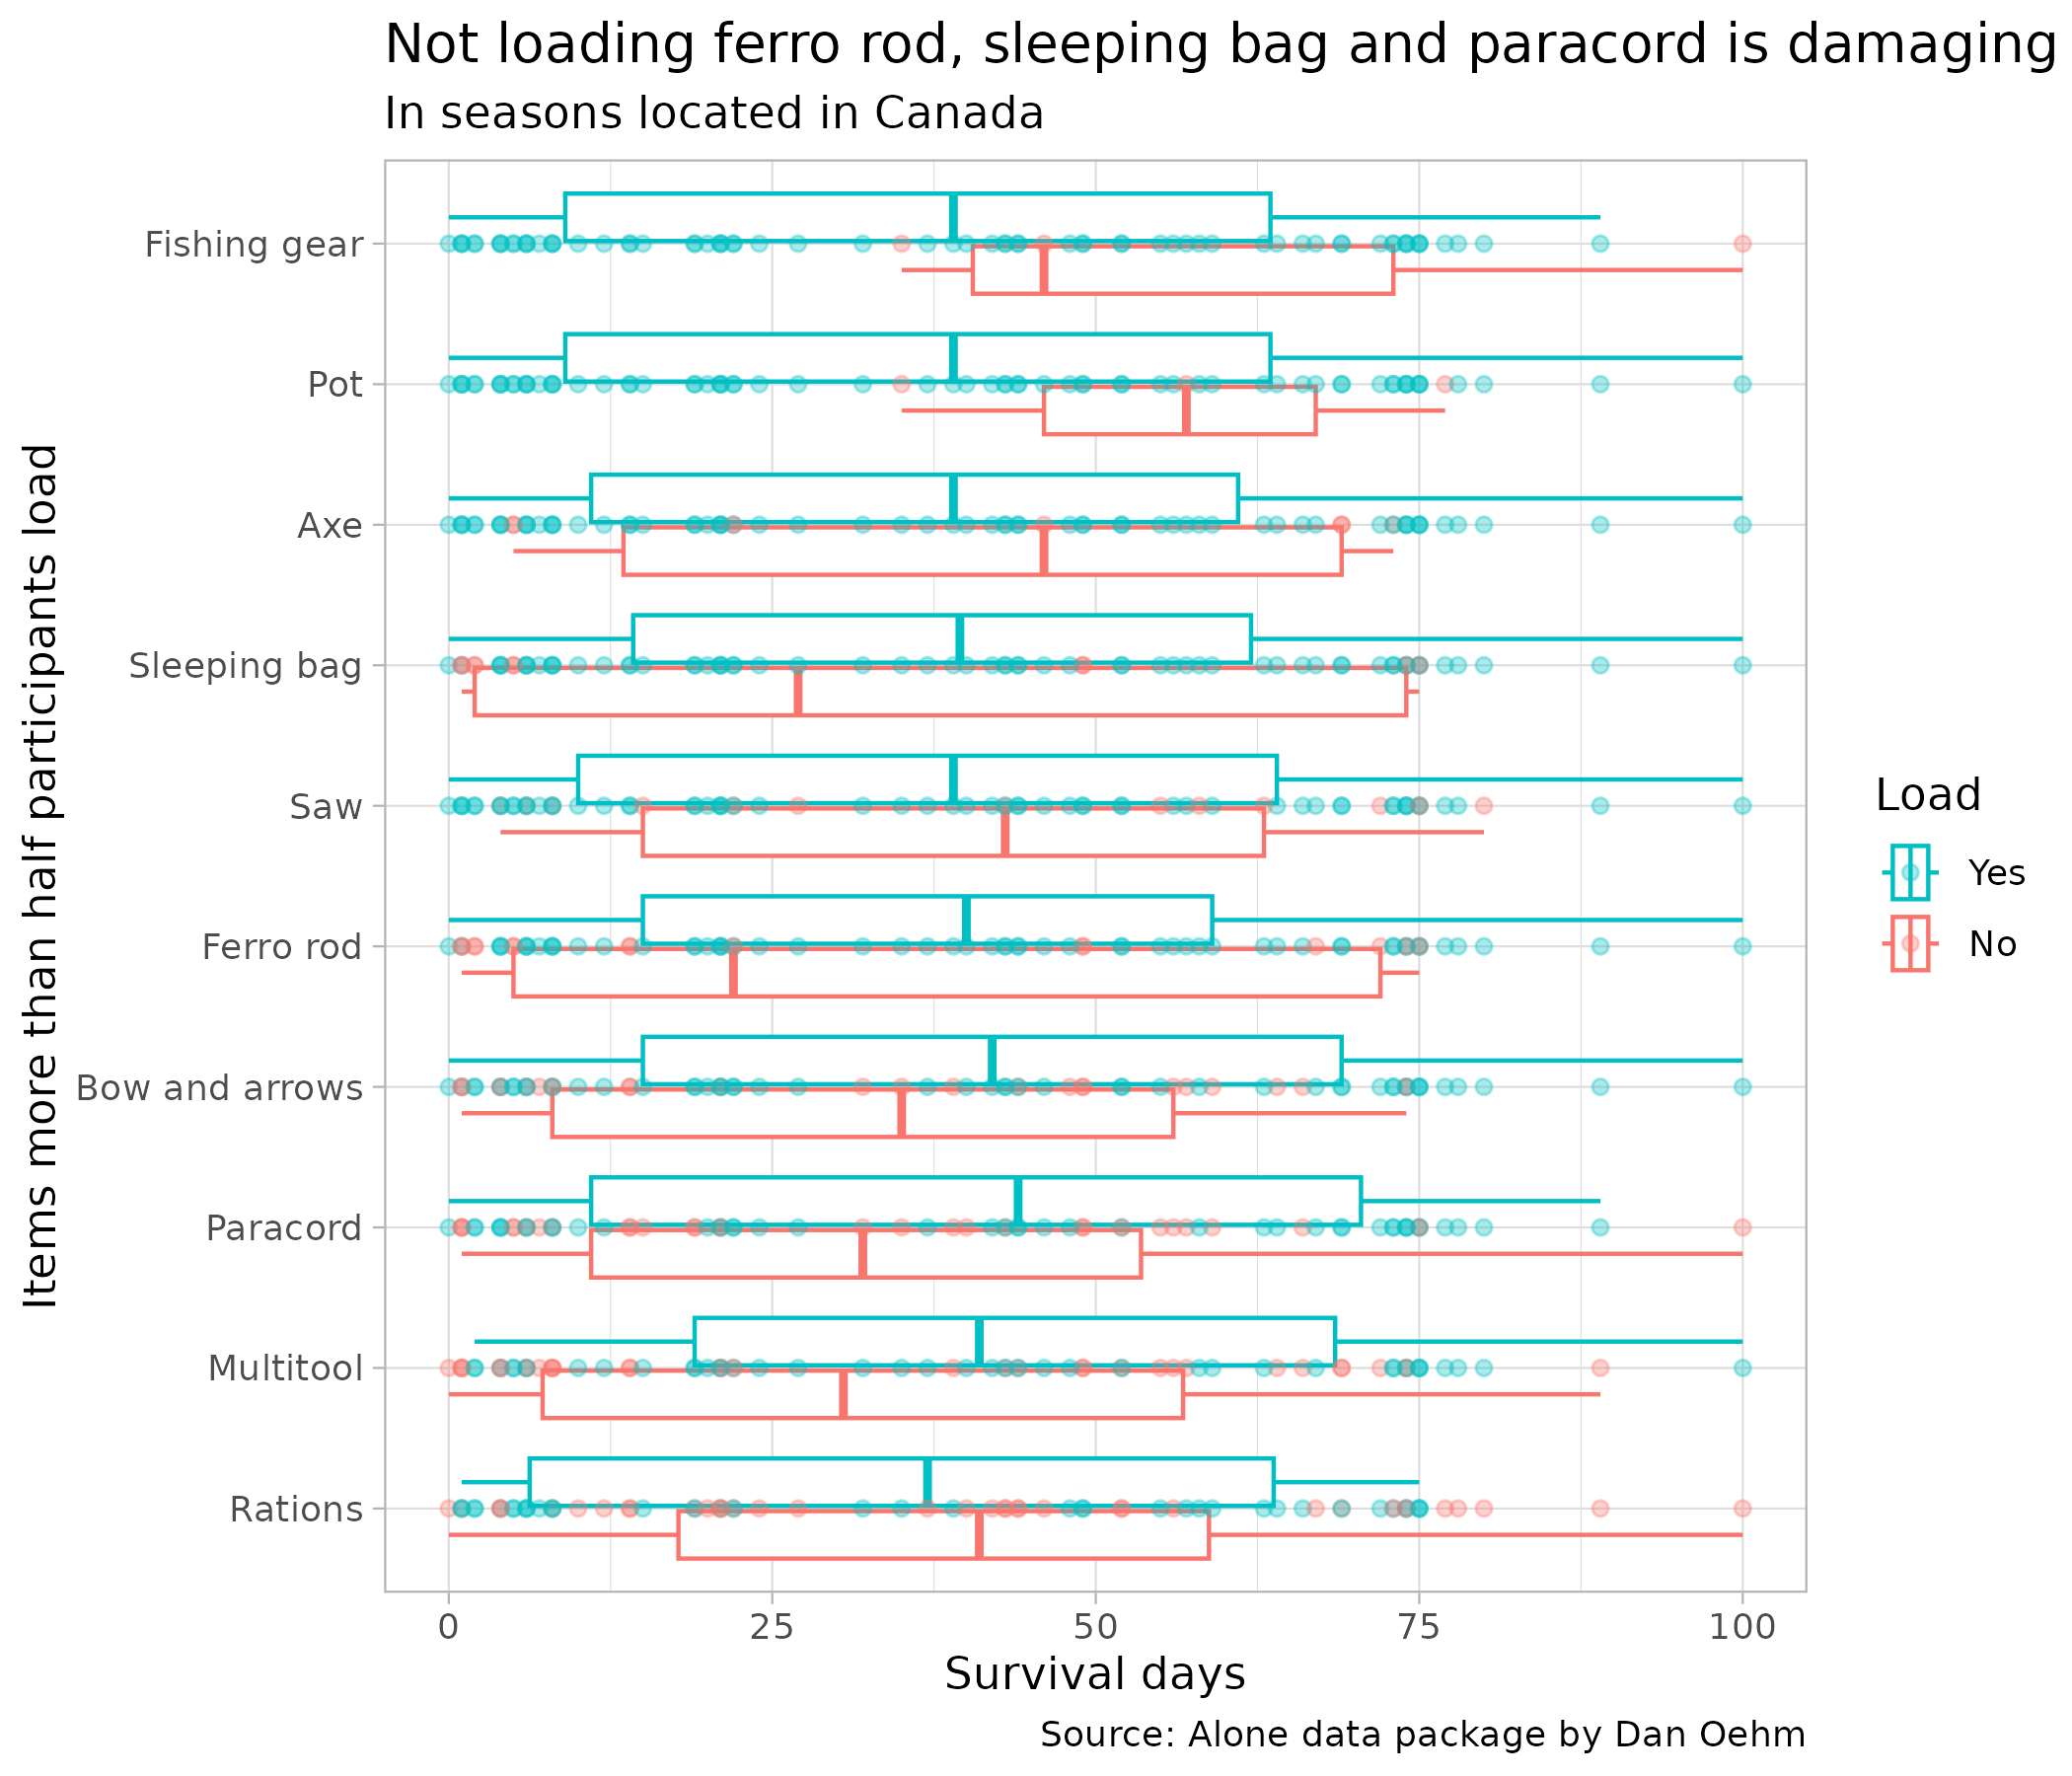 Not loading ferro rod, sleeping bag and paracord is damaging
In seasons located in Canada
Items more than half participants load
Fishing gear
Pot
Axe
Sleeping bag
Saw
Ferro rod
Bow and arrows
Paracord
Multitool
Rations
0 25 50 75 100
Survival days
Load
Yes
No
Source: Alone data package by Dan Oehm